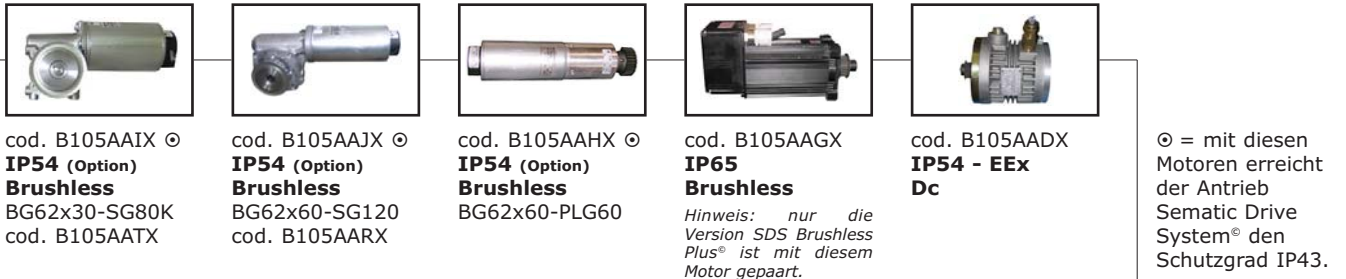 cod. B105AAIX ⊙
IP54 (Option)
Brushless
BG62x30-SG80K
cod. B105AATX
cod. B105AAJX ⊙
IP54 (Option)
Brushless
BG62x60-SG120
cod. B105AARX
cod. B105AAHX ⊙
IP54 (Option)
Brushless
BG62x60-PLG60
cod. B105AAGX
IP65
Brushless
Hinweis: nur die
Version SDS Brushless
Plus© ist mit diesem
Motor gepaart.
cod. B105AADX
IP54 - EEx
Dc
⊙ = mit diesen
Motoren erreicht
der Antrieb
Sematic Drive
System© den
Schutzgrad IP43.